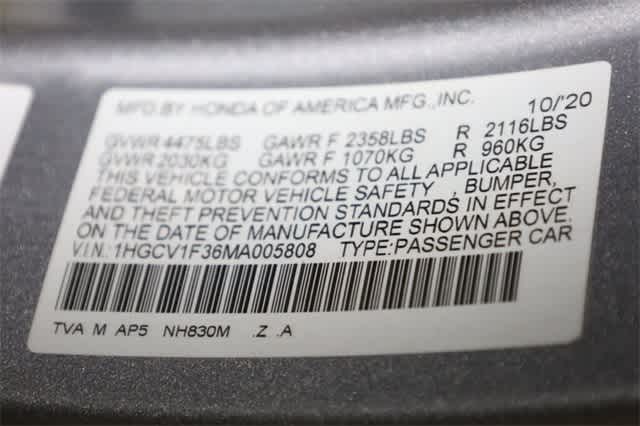 MFD.BY HONDA OF AMERICA MFG.,INC. 10/'20
GVWR 4475LBS GAWR F 2358LBS R 2116LBS
GVWR 2030KG GAWR F 1070KG R 960KG
THIS VEHICLE CONFORMS TO ALL APPLICABLE
FEDERAL MOTOR VEHICLE SAFETY , BUMPER,
AND THEFT PREVENTION STANDARDS IN EFFECT
ON THE DATE OF MANUFACTURE SHOWN ABOVE.
V.I.N.: 1HGCV1F36MA005808 TYPE:PASSENGER CAR
TVA M AP5 NH830M .Z .A